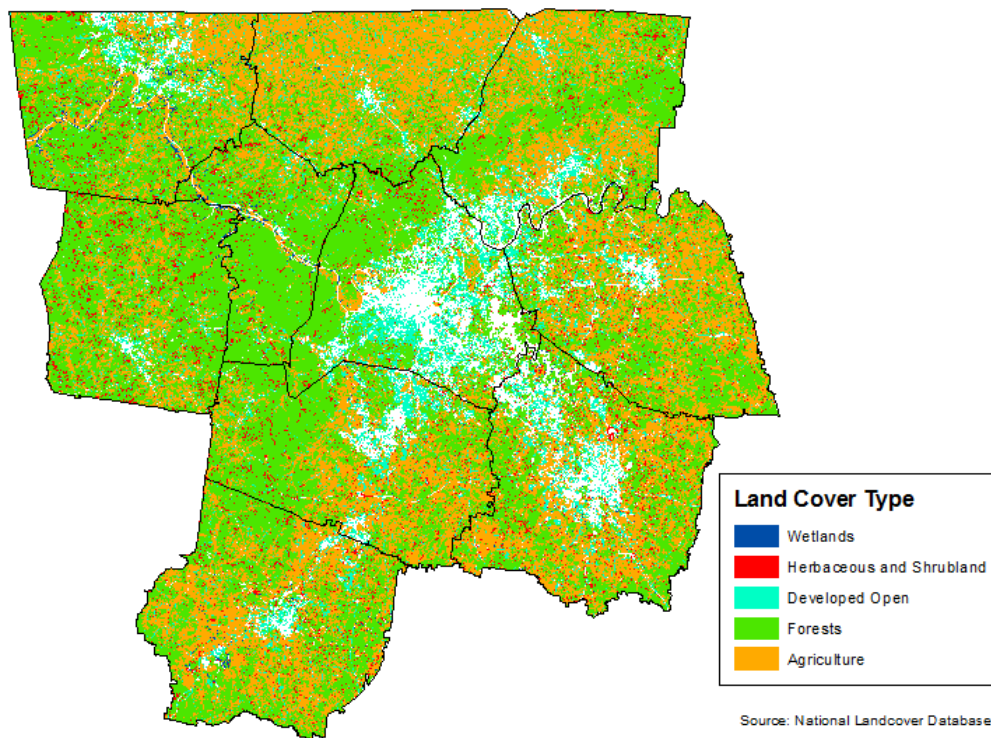 Land Cover Type
Wetlands
Herbaceous and Shrubland
Developed Open
Forests
Agriculture
Source: National Landcover Database